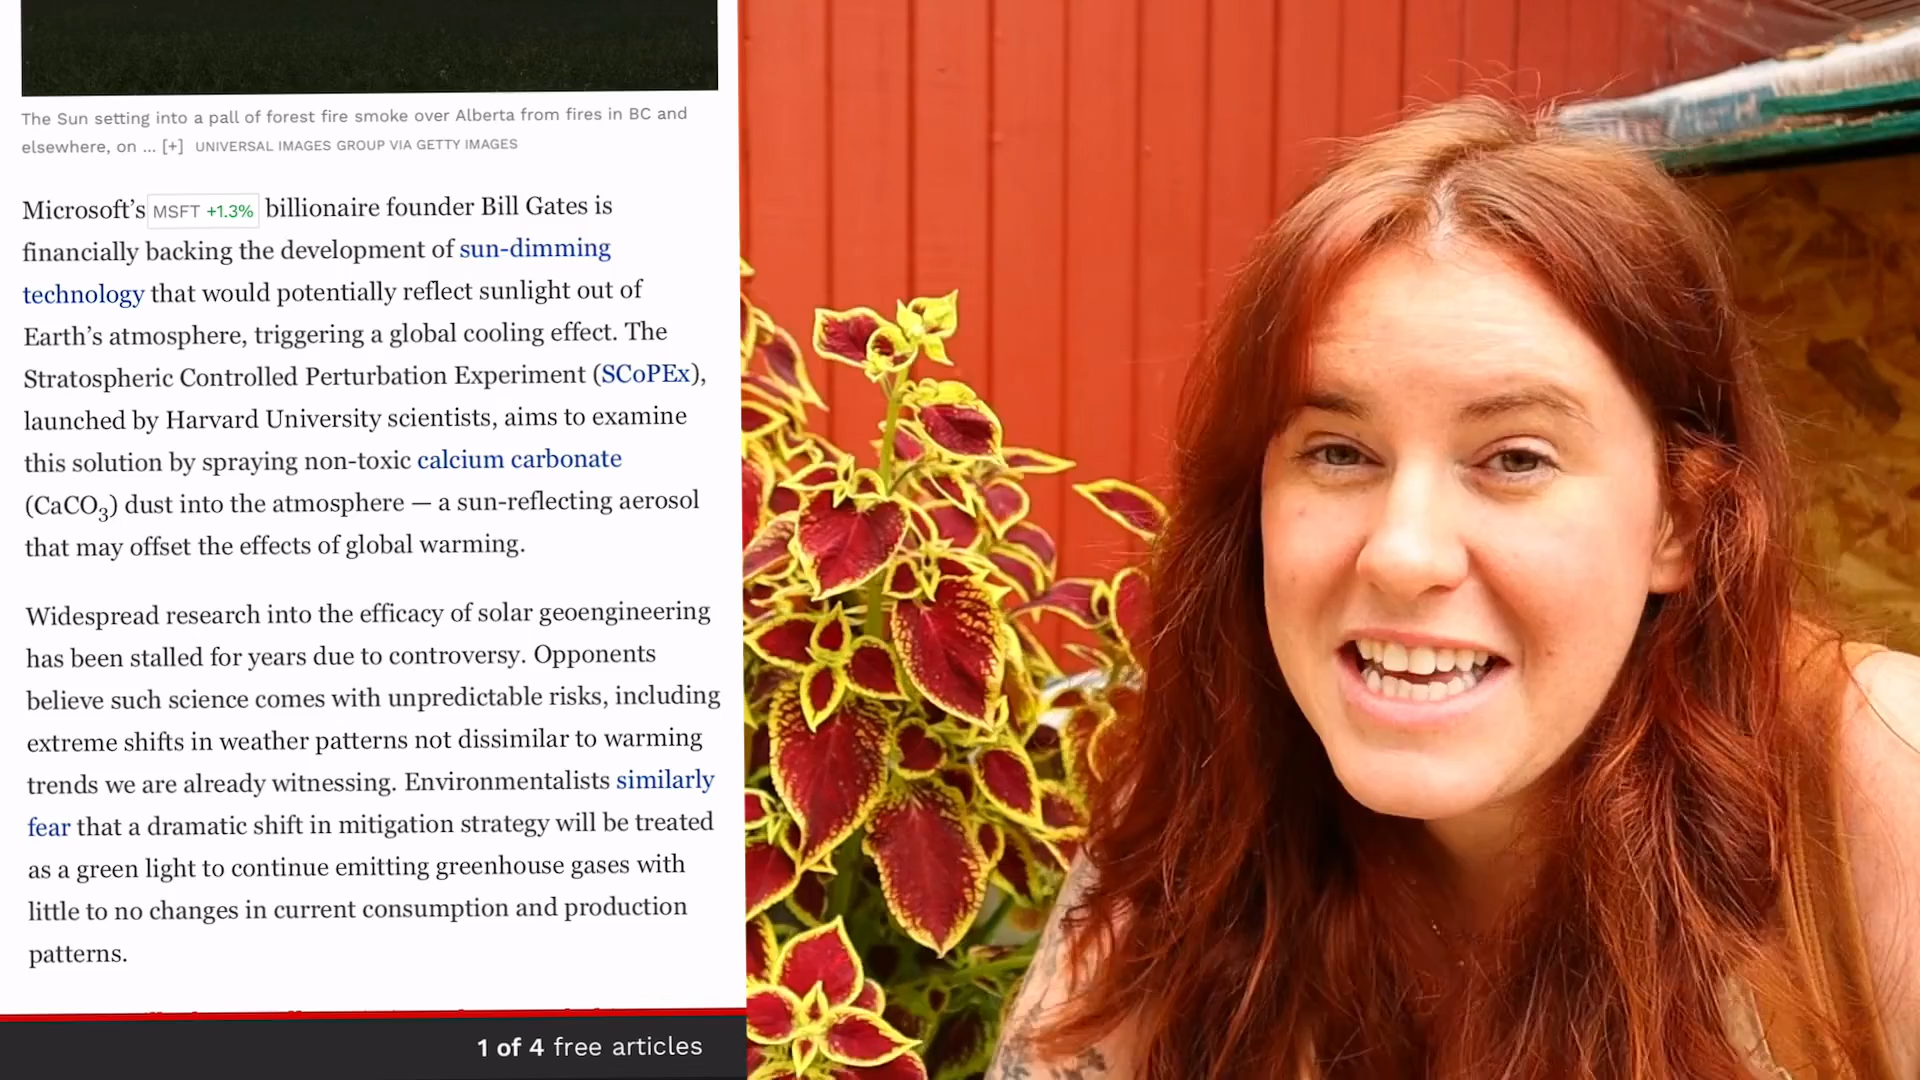 The Sun setting into a pall of forest fire smoke over Alberta from fires in BC and
elsewhere, on ... [+] UNIVERSAL IMAGES GROUP VIA GETTY IMAGES
Microsoft’s MSFT +1.3% billionaire founder Bill Gates is
financially backing the development of sun-dimming
technology that would potentially reflect sunlight out of
Earth’s atmosphere, triggering a global cooling effect. The
Stratospheric Controlled Perturbation Experiment (SCoPEx),
launched by Harvard University scientists, aims to examine
this solution by spraying non-toxic calcium carbonate
(CaCO₃) dust into the atmosphere — a sun-reflecting aerosol
that may offset the effects of global warming.
Widespread research into the efficacy of solar geoengineering
has been stalled for years due to controversy. Opponents
believe such science comes with unpredictable risks, including
extreme shifts in weather patterns not dissimilar to warming
trends we are already witnessing. Environmentalists similarly
fear that a dramatic shift in mitigation strategy will be treated
as a green light to continue emitting greenhouse gases with
little to no changes in current consumption and production
patterns.
1 of 4 free articles